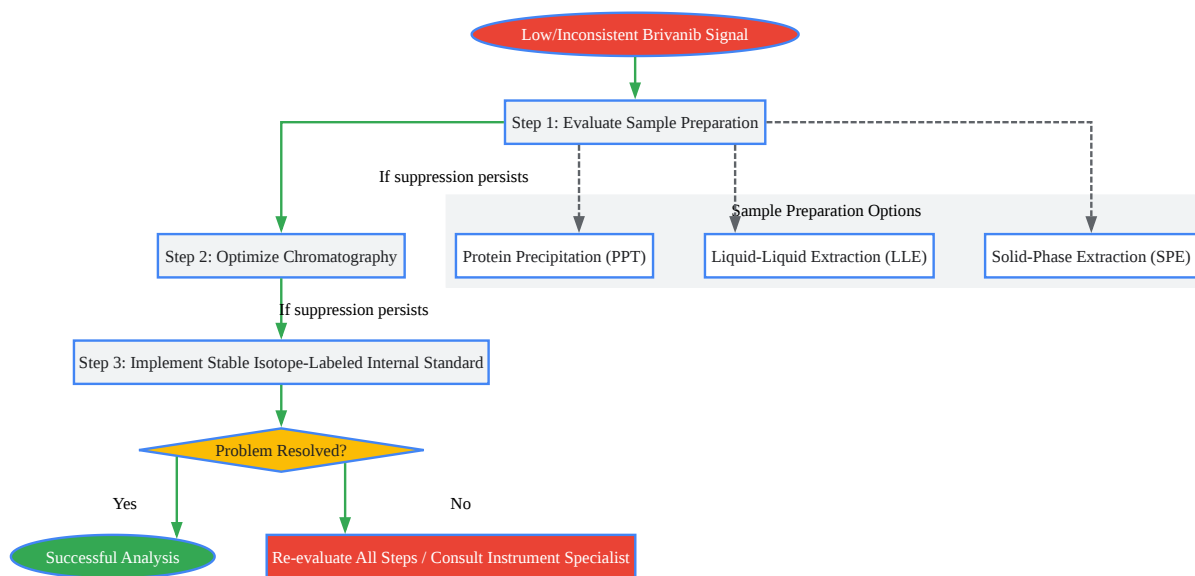 Low/Inconsistent Brivanib Signal
Step 1: Evaluate Sample Preparation
If suppression persists
Sample Preparation Options
Step 2: Optimize Chromatography
Protein Precipitation (PPT)
Liquid-Liquid Extraction (LLE)
Solid-Phase Extraction (SPE)
If suppression persists
Step 3: Implement Stable Isotope-Labeled Internal Standard
Problem Resolved?
Yes
No
Successful Analysis
Re-evaluate All Steps / Consult Instrument Specialist